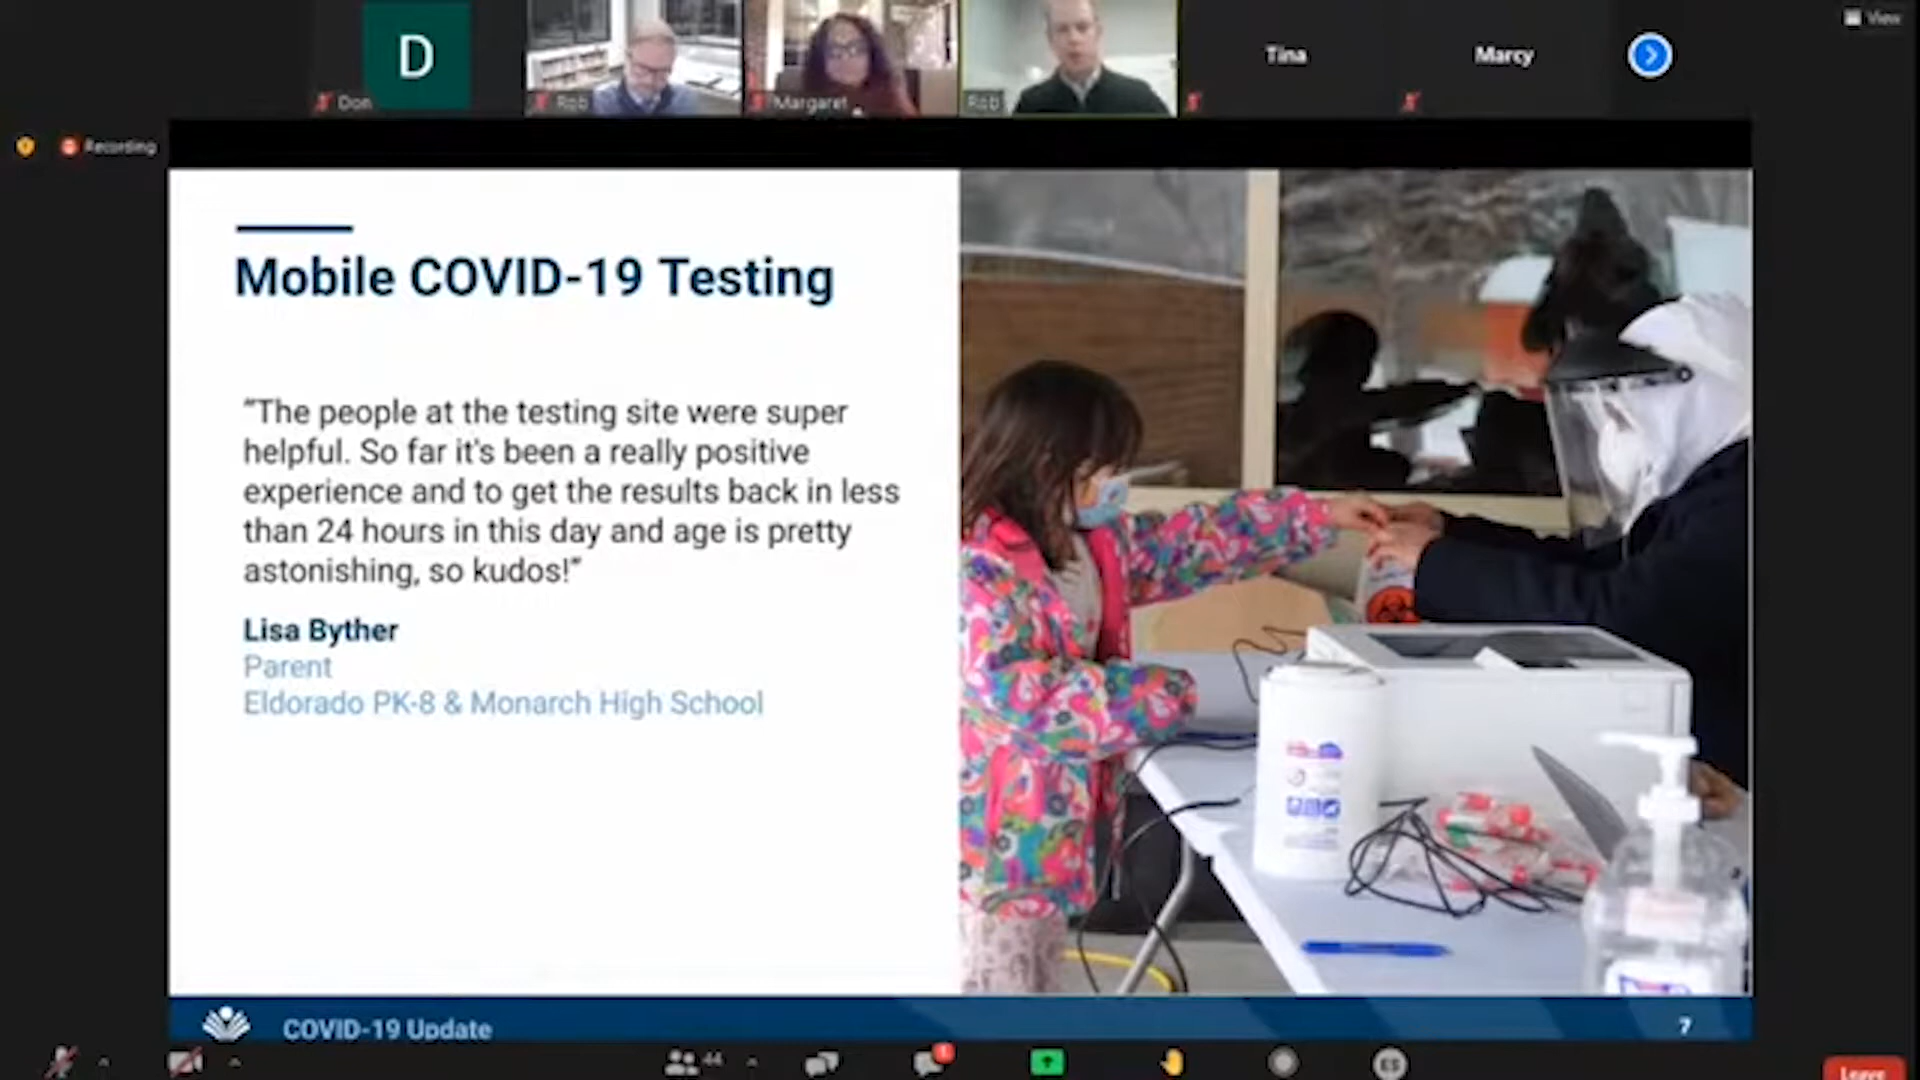 View
D
Don
Rob
Margaret
Rob
Tina
Marcy
Recording
Mobile COVID-19 Testing
“The people at the testing site were super
helpful. So far it's been a really positive
experience and to get the results back in less
than 24 hours in this day and age is pretty
astonishing, so kudos!”
Lisa Byther
Parent
Eldorado PK-8 & Monarch High School
COVID-19 Update
7
44
1
Leave